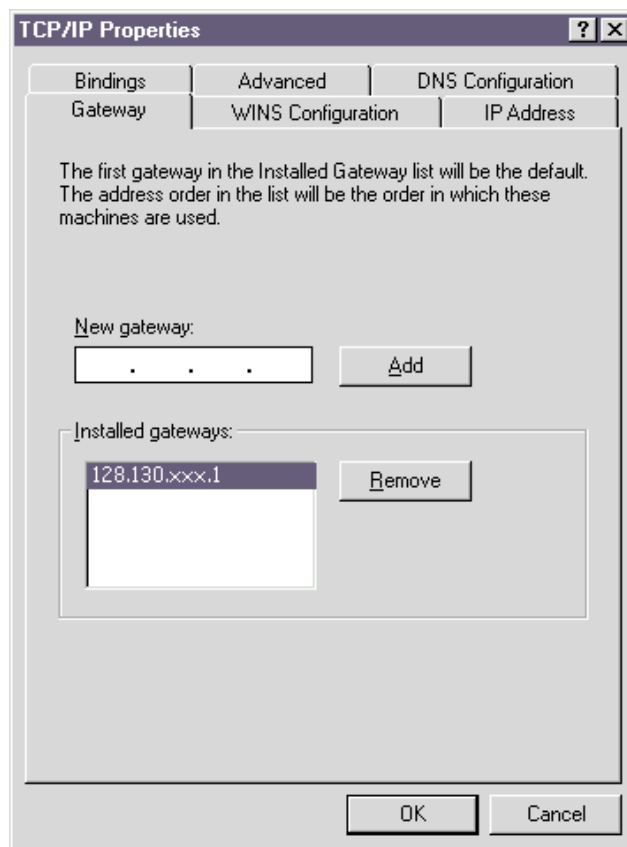 TCP/IP Properties
Bindings
Advanced
DNS Configuration
Gateway
WINS Configuration
IP Address
The first gateway in the Installed Gateway list will be the default.
The address order in the list will be the order in which these
machines are used.
New gateway:
. . .
Add
Installed gateways:
128.130.xxx.1
Remove
OK
Cancel